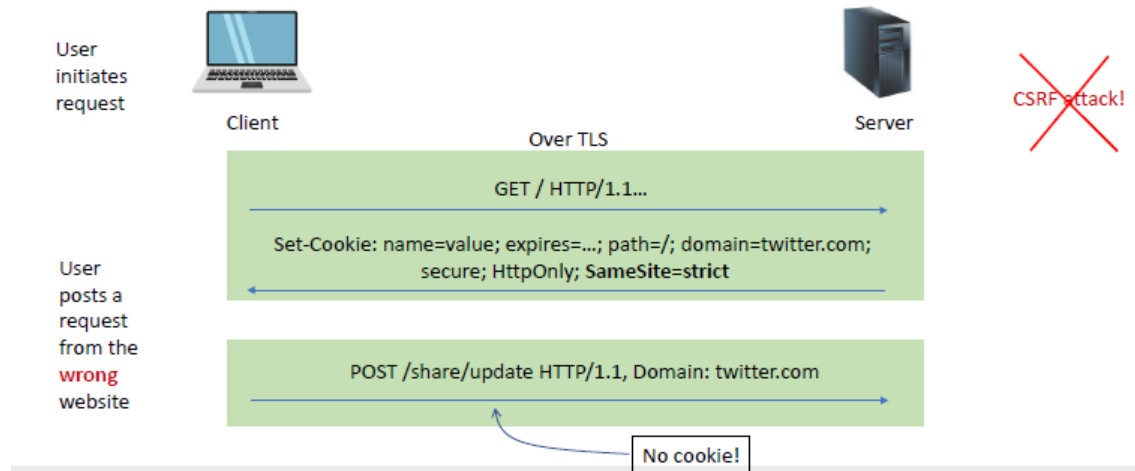 User
initiates
request
Client
Server
CSRF attack!
Over TLS
GET / HTTP/1.1...
Set-Cookie: name=value; expires=...; path=/; domain=twitter.com;
secure; HttpOnly; SameSite=strict
User
posts a
request
from the
wrong
website
POST /share/update HTTP/1.1, Domain: twitter.com
No cookie!